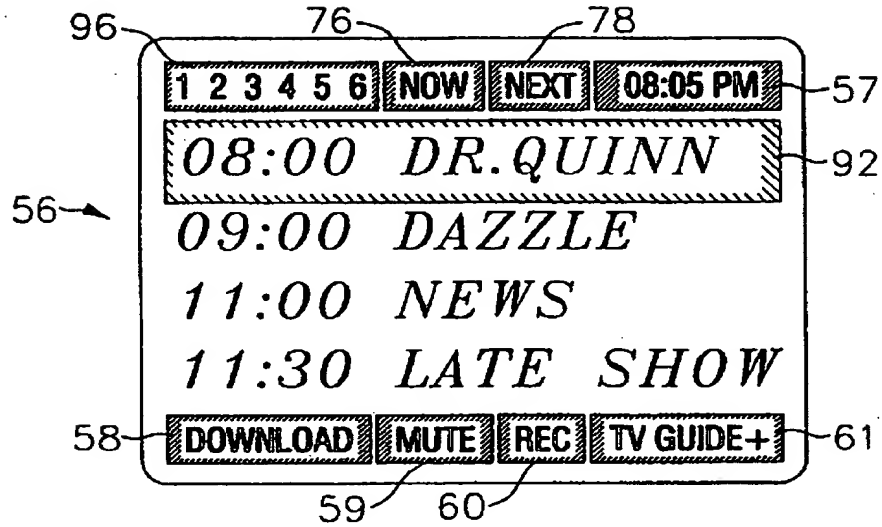 96 76 78
1 2 3 4 5 6 NOW NEXT 08:05 PM 57
08:00 DR.QUINN 92
56
09:00 DAZZLE
11:00 NEWS
11:30 LATE SHOW
58 DOWNLOAD MUTE REC TV GUIDE+ 61
59 60